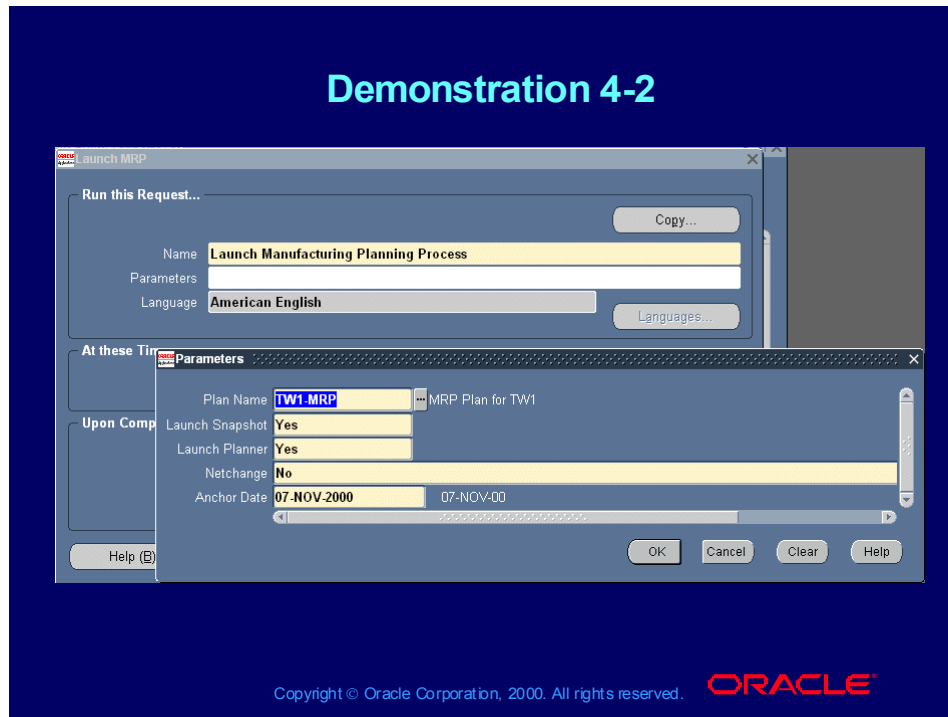 Demonstration 4-2
Launch MRP
Run this Request...
Copy...
Name Launch Manufacturing Planning Process
Parameters
Language American English
Languages...
At these Tim
Parameters
Plan Name TW1-MRP MRP Plan for TW1
Upon Comp
Launch Snapshot Yes
Launch Planner Yes
Netchange No
Anchor Date 07-NOV-2000 07-NOV-00
Help (B)
OK Cancel Clear Help
Copyright © Oracle Corporation, 2000. All rights reserved.
ORACLE